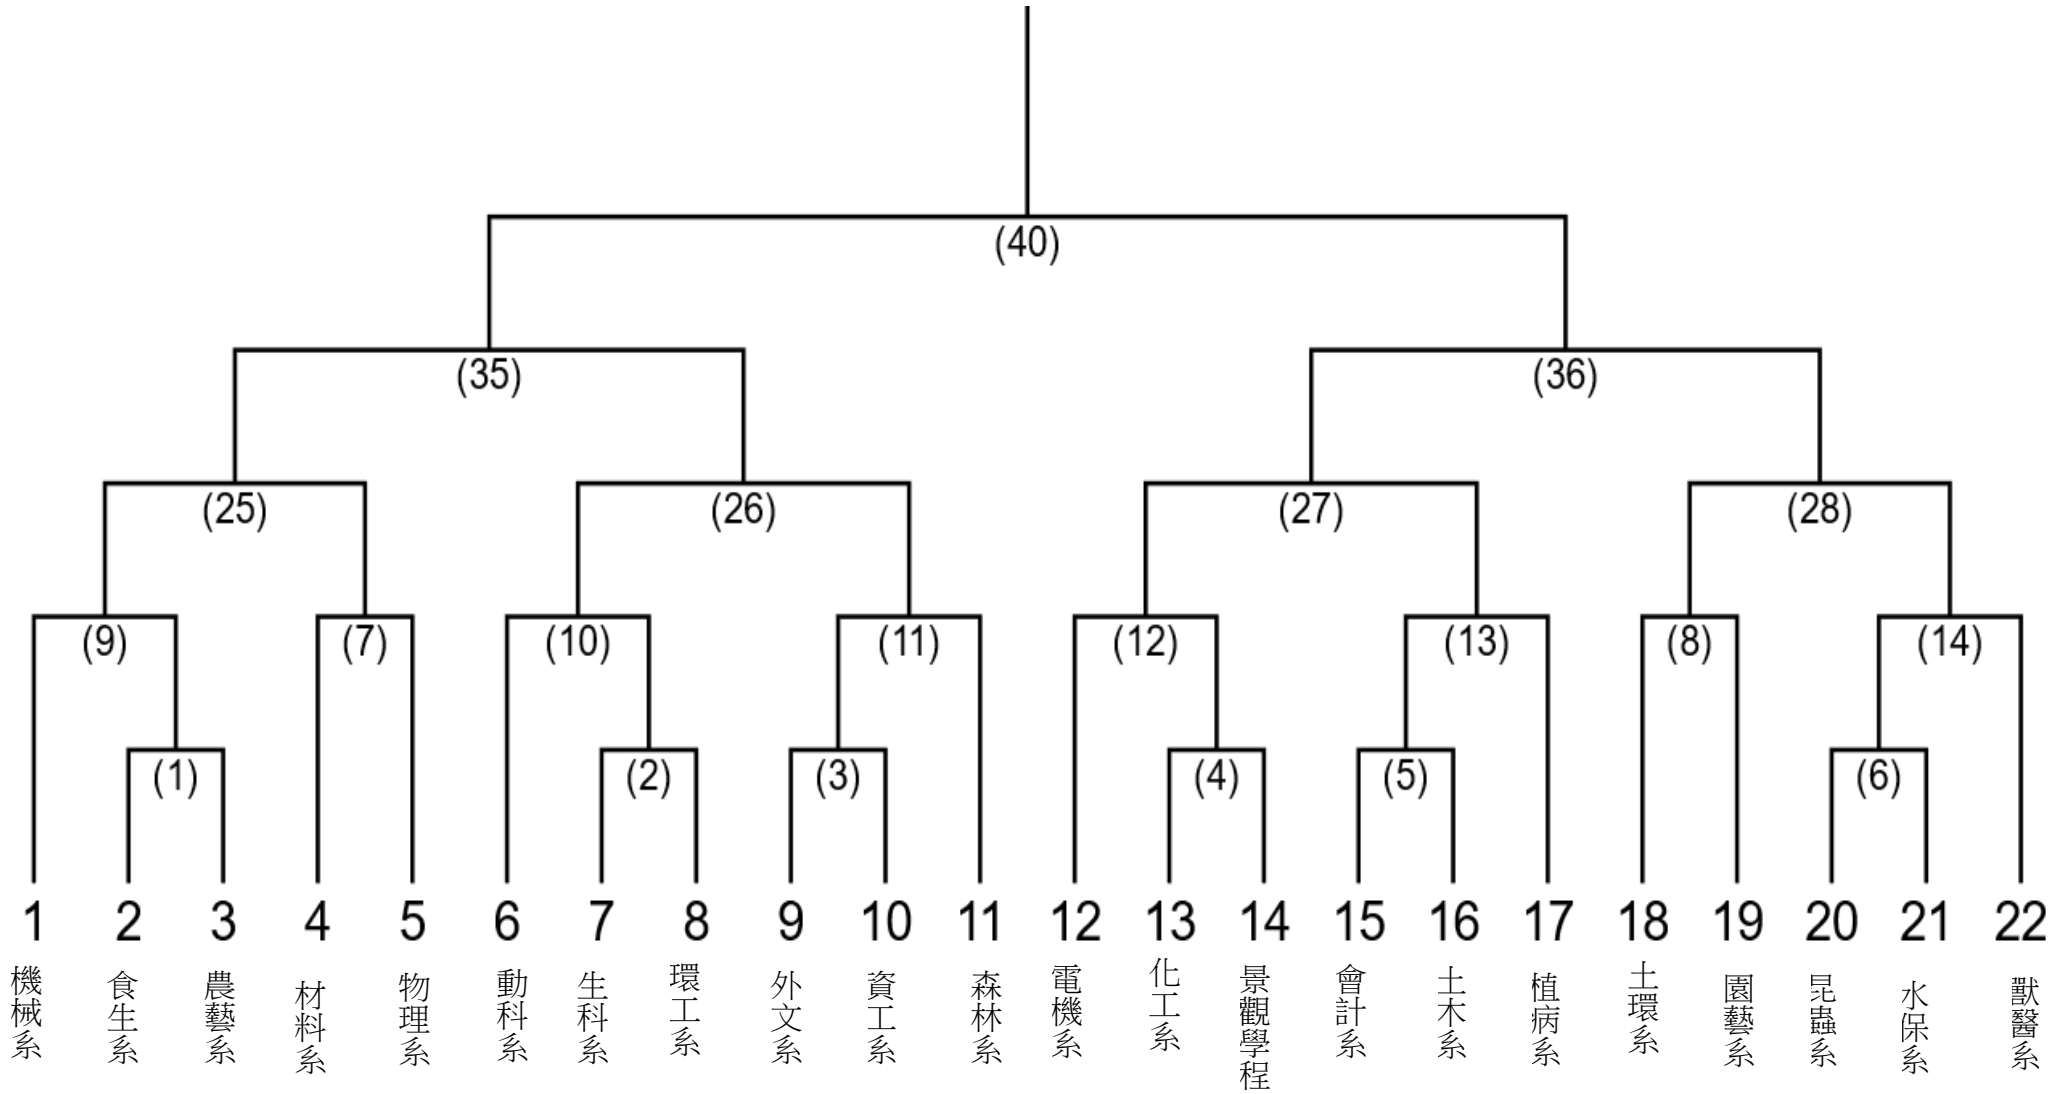 (40)
(35)
(36)
(25)
(26)
(27)
(28)
(9)
(7)
(10)
(11)
(12)
(13)
(8)
(14)
(1)
(2)
(3)
(4)
(5)
(6)
1
2
3
4
5
6
7
8
9
10
11
12
13
14
15
16
17
18
19
20
21
22
機械系
食生系
農藝系
材料系
物理系
動科系
生科系
環工系
外文系
資工系
森林系
電機系
化工系
景觀學程
會計系
土木系
植病系
土環系
園藝系
昆蟲系
水保系
獸醫系